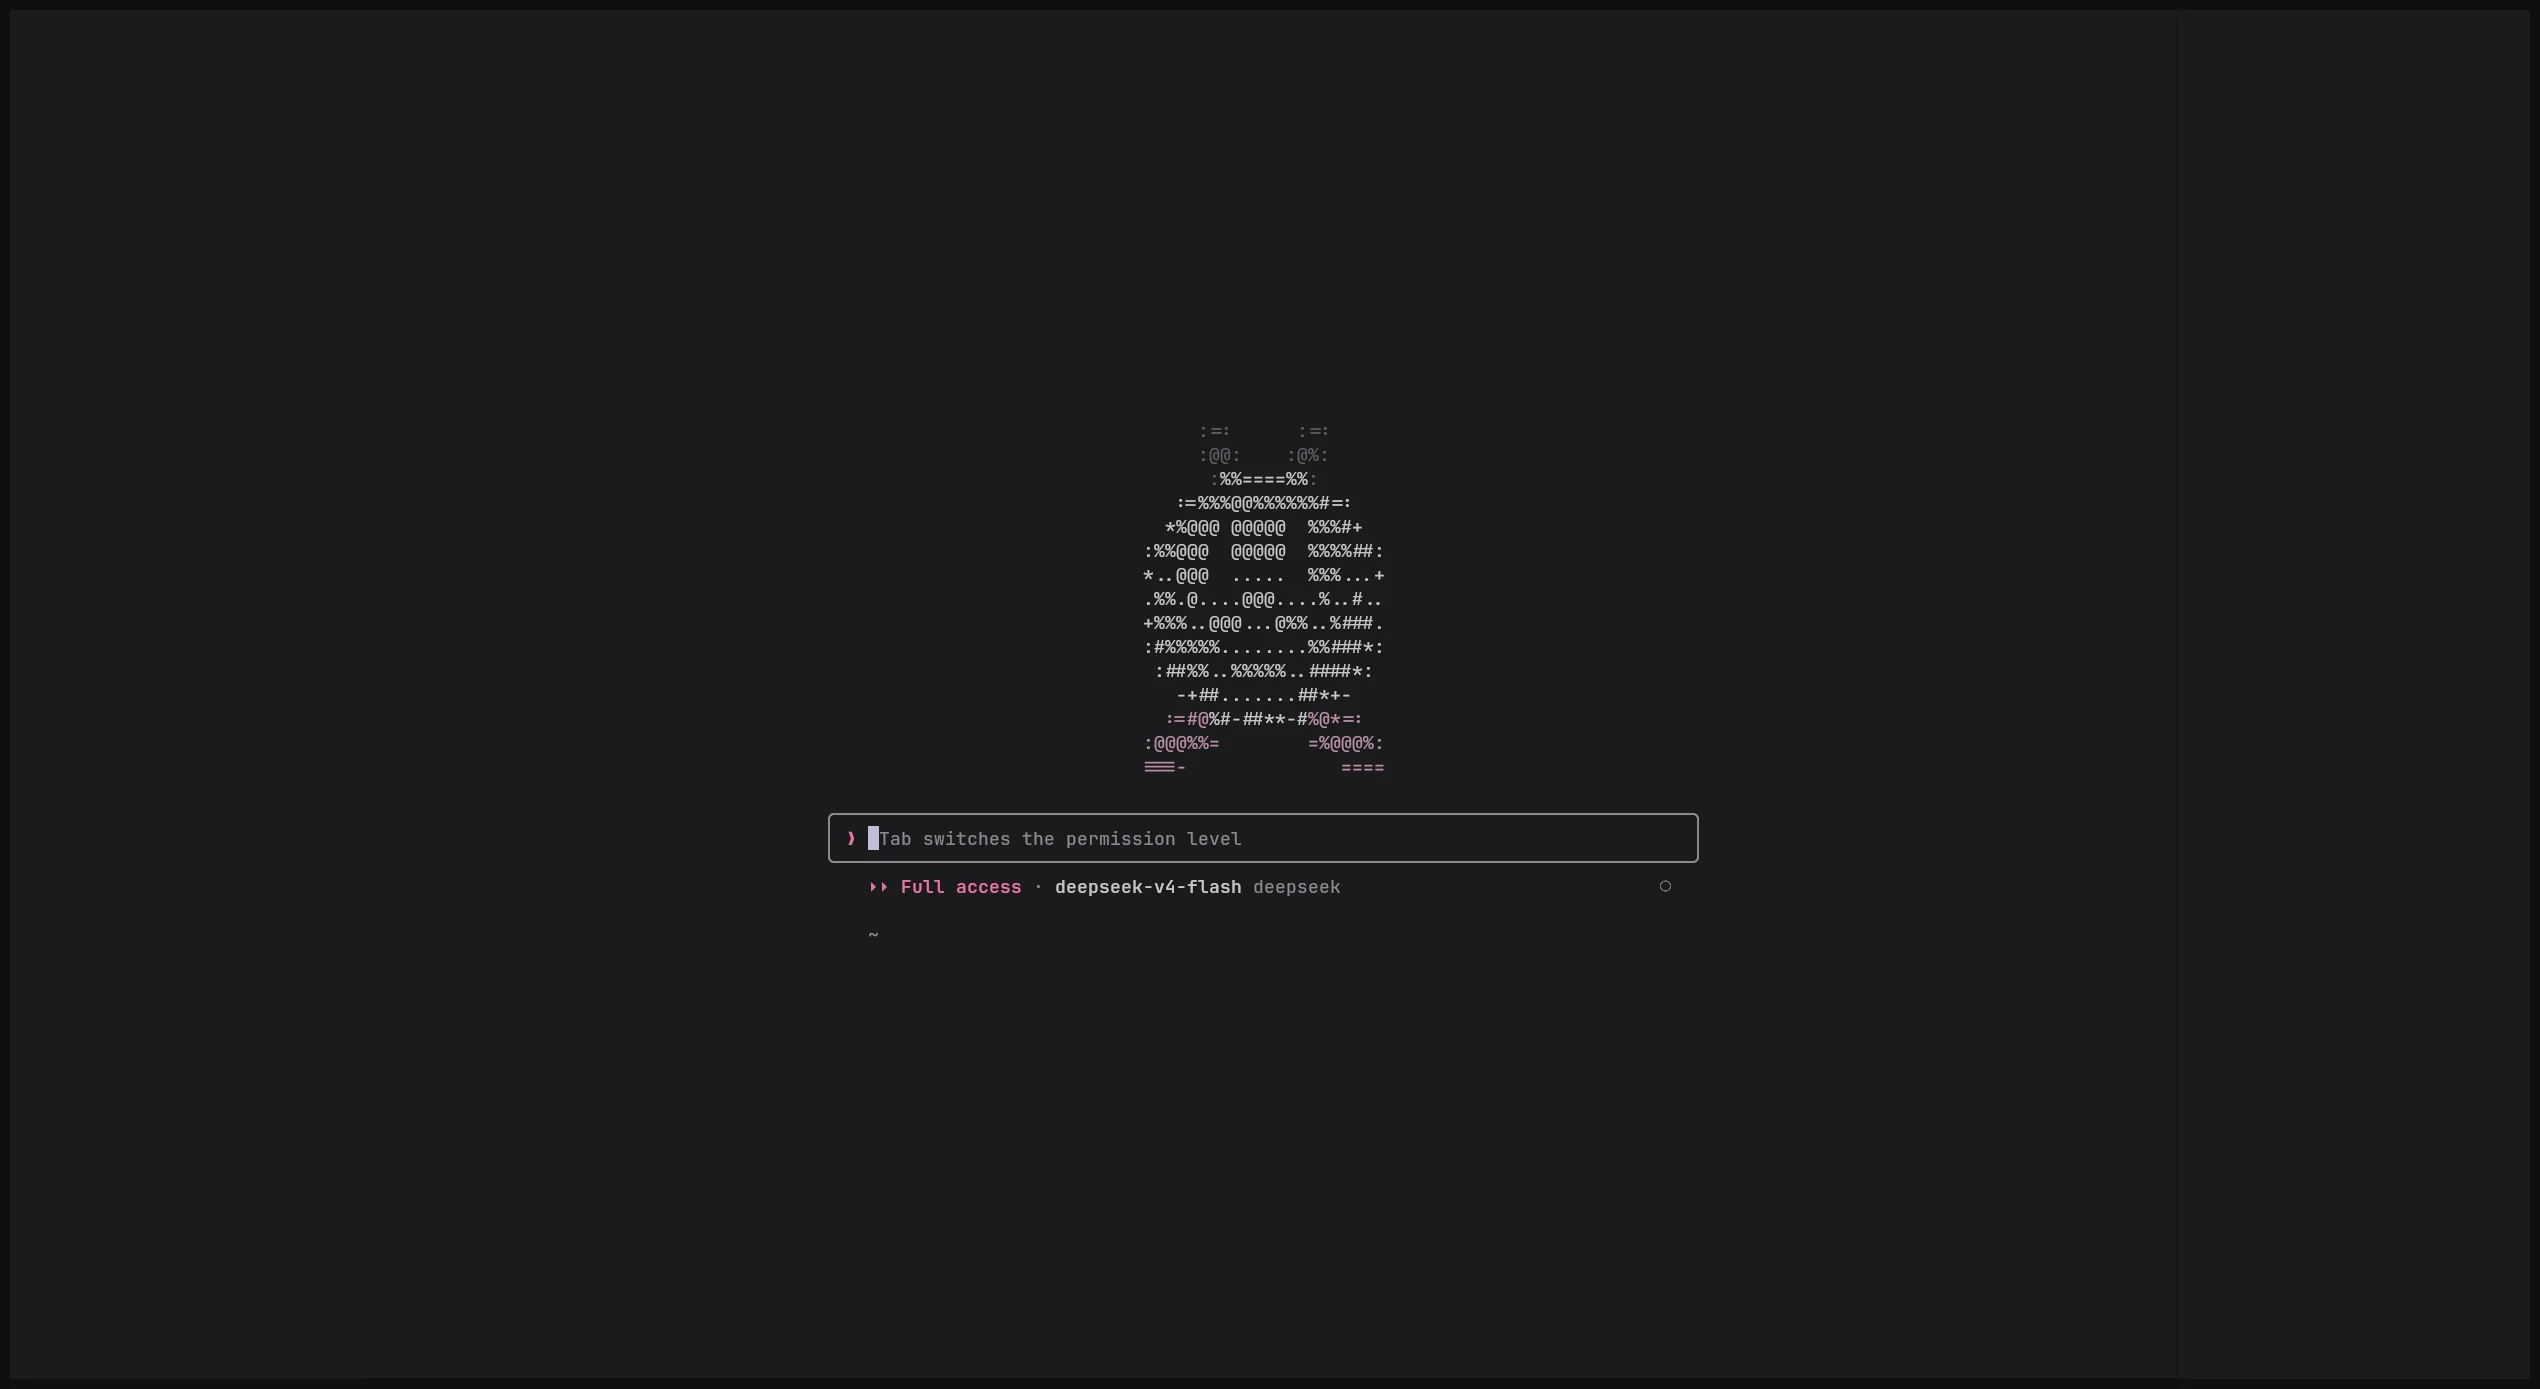 :=:      :=:
:@@:    :@%:
:%%====%%:
:=%%%@@%%%%%%#=:
*%@@@ @@@@@  %%%#+
:%%@@@  @@@@@  %%%%##:
*..@@@  .....  %%%...+
.%%.@....@@@....%..#..
+%%%..@@@...@%%..%###.
:#%%%%%........%%###*:
:##%%..%%%%%..####*:
-+##.......##*+-
:=#@%#-##**-#%@*=:
:@@@%%=        =%@@@%:
===-              ====
❯ Tab switches the permission level
Full access · deepseek-v4-flash deepseek
~